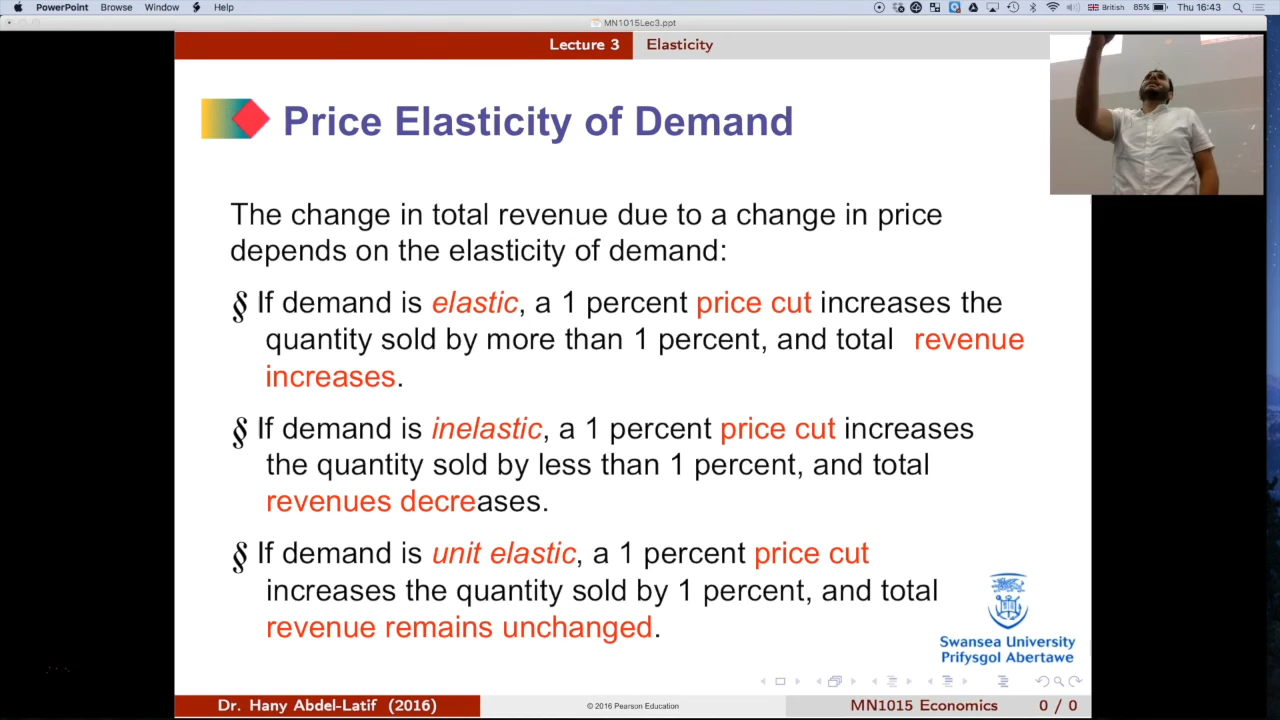 PowerPoint Browse Window Help British 85% Thu 16:43
MN1015Lec3.ppt
Lecture 3 Elasticity
Price Elasticity of Demand
The change in total revenue due to a change in price
depends on the elasticity of demand:
§ If demand is elastic, a 1 percent price cut increases the
quantity sold by more than 1 percent, and total revenue
increases.
§ If demand is inelastic, a 1 percent price cut increases
the quantity sold by less than 1 percent, and total
revenues decreases.
§ If demand is unit elastic, a 1 percent price cut
increases the quantity sold by 1 percent, and total
revenue remains unchanged.
Swansea University
Prifysgol Abertawe
Dr. Hany Abdel-Latif (2016) © 2016 Pearson Education MN1015 Economics 0 / 0